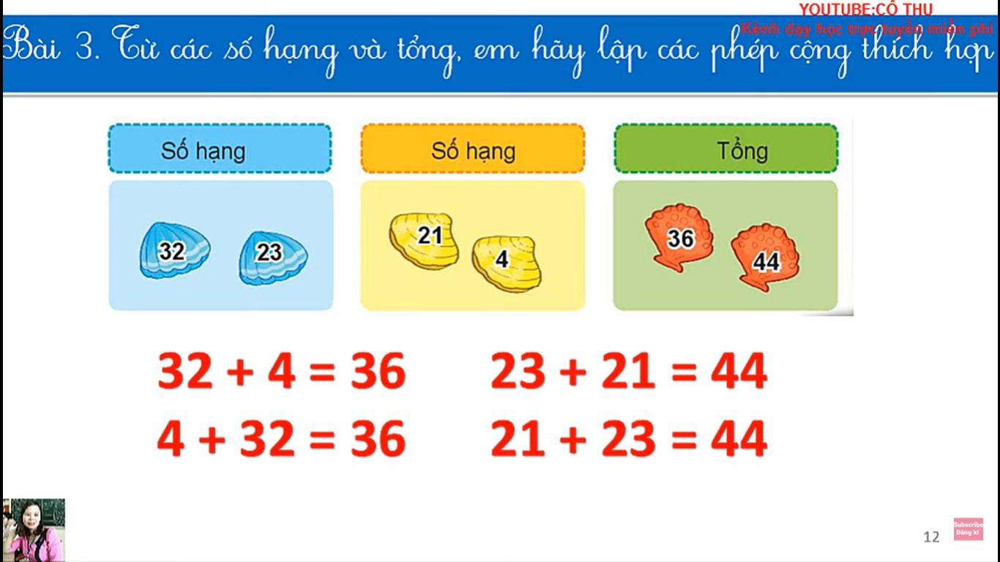 YOUTUBE:CÔ THU
Kênh dạy học trực tuyến miễn phí
Bài 3. Từ các số hạng và tổng, em hãy lập các phép cộng thích hợp
Số hạng Số hạng Tổng
32 23 21 4 36 44
32 + 4 = 36 23 + 21 = 44
4 + 32 = 36 21 + 23 = 44
12
Subscribe
Đăng kí